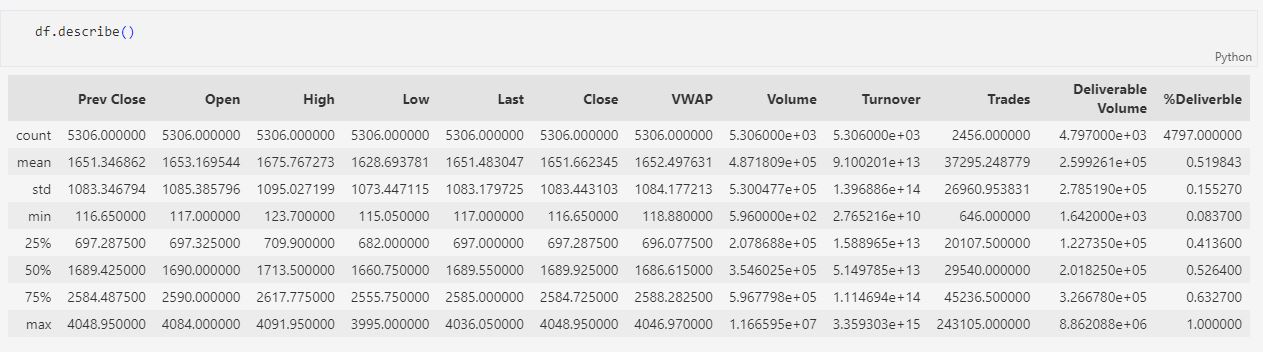 df.describe()
Python
Prev Close Open High Low Last Close VWAP Volume Turnover Trades Deliverable Volume %Deliverble
count 5306.000000 5306.000000 5306.000000 5306.000000 5306.000000 5306.000000 5306.000000 5.306000e+03 5.306000e+03 2456.000000 4.797000e+03 4797.000000
mean 1651.346862 1653.169544 1675.767273 1628.693781 1651.483047 1651.662345 1652.497631 4.871809e+05 9.100201e+13 37295.248779 2.599261e+05 0.519843
std 1083.346794 1085.385796 1095.027199 1073.447115 1083.179725 1083.443103 1084.177213 5.300477e+05 1.396886e+14 26960.953831 2.785190e+05 0.155270
min 116.650000 117.000000 123.700000 115.050000 117.000000 116.650000 118.880000 5.960000e+02 2.765216e+10 646.000000 1.642000e+03 0.083700
25% 697.287500 697.325000 709.900000 682.000000 697.000000 697.287500 696.077500 2.078688e+05 1.588965e+13 20107.500000 1.227350e+05 0.413600
50% 1689.425000 1690.000000 1713.500000 1660.750000 1689.550000 1689.925000 1686.615000 3.546025e+05 5.149785e+13 29540.000000 2.018250e+05 0.526400
75% 2584.487500 2590.000000 2617.775000 2555.750000 2585.000000 2584.725000 2588.282500 5.967798e+05 1.114694e+14 45236.500000 3.266780e+05 0.632700
max 4048.950000 4084.000000 4091.950000 3995.000000 4036.050000 4048.950000 4046.970000 1.166595e+07 3.359303e+15 243105.000000 8.862088e+06 1.000000